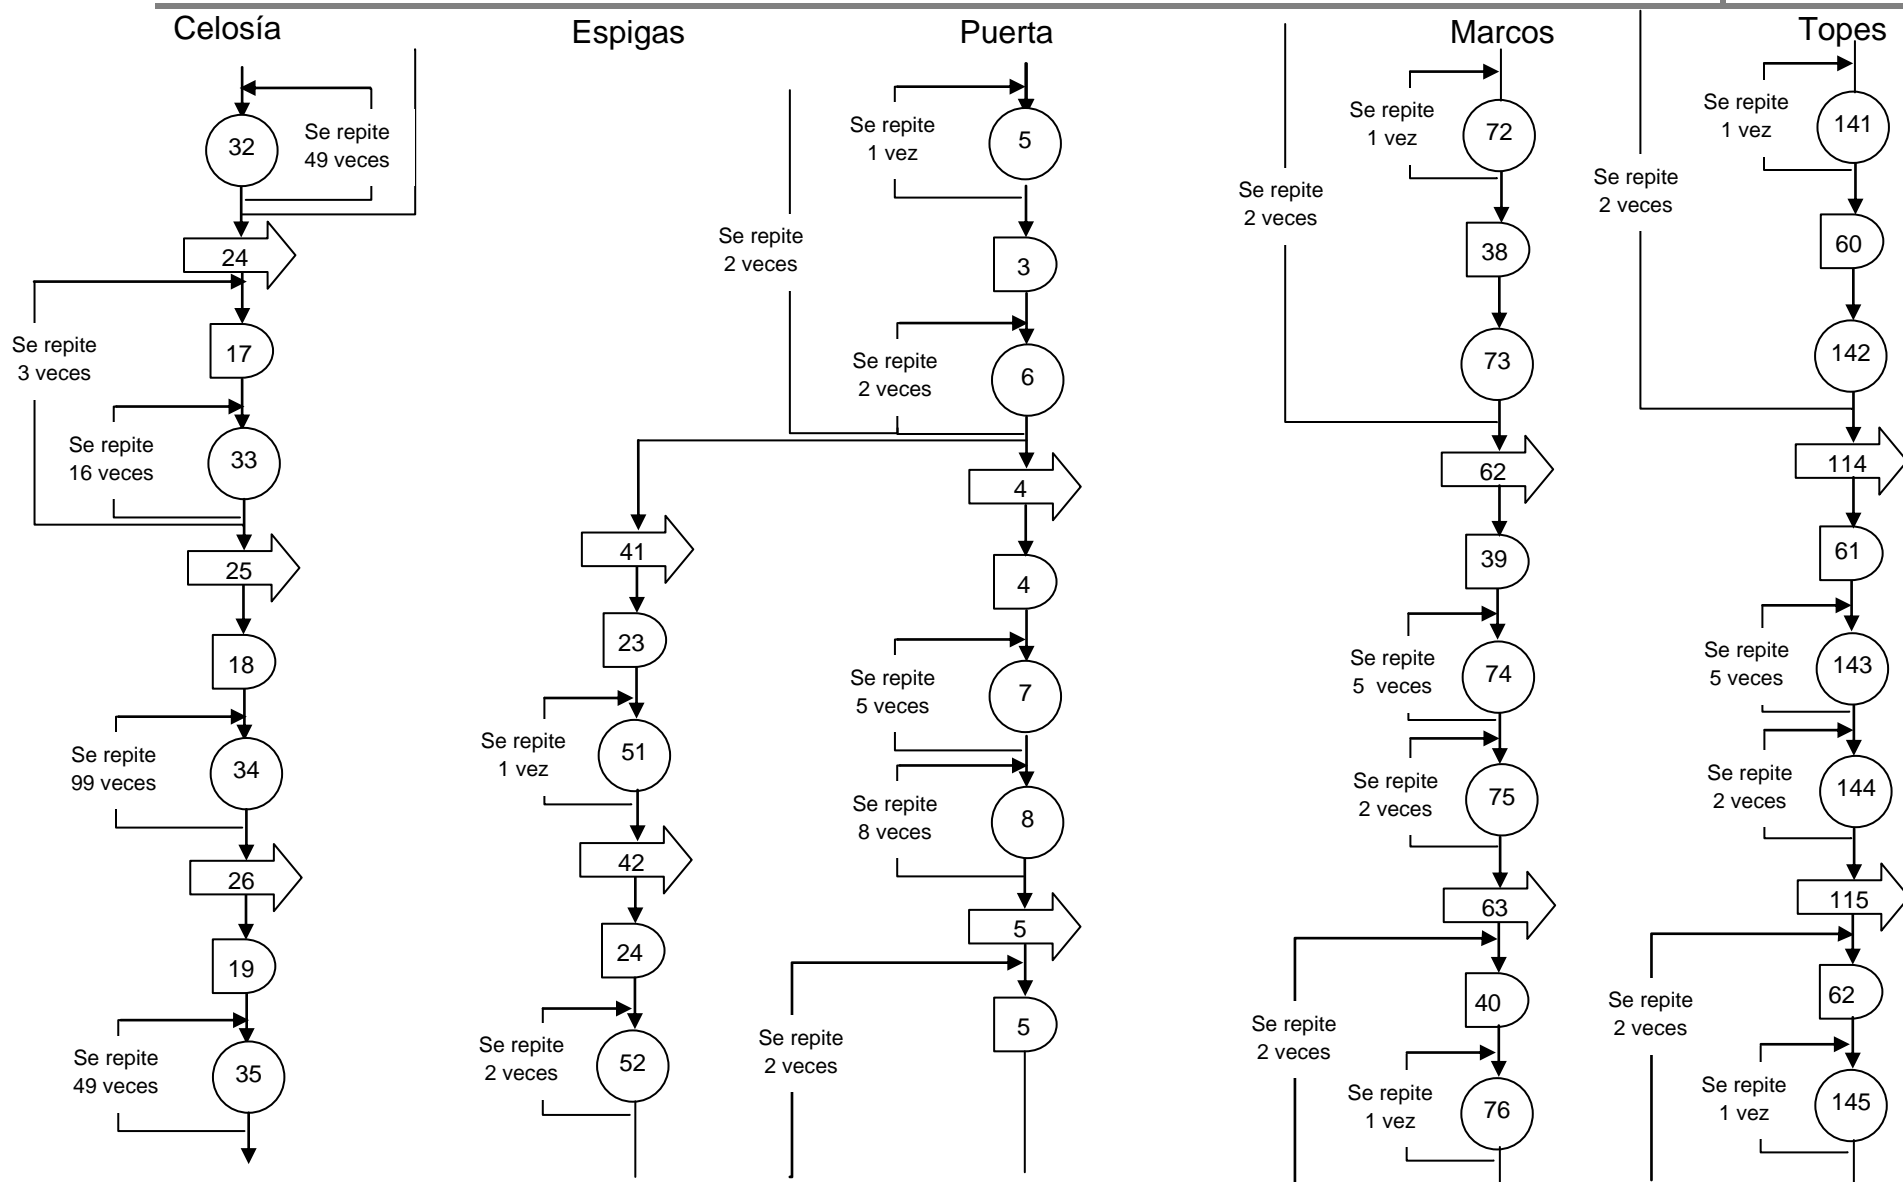 Celosía
32
Se repite
49 veces
24
Se repite
3 veces
17
Se repite
16 veces
33
25
18
Se repite
99 veces
34
26
19
Se repite
49 veces
35
Espigas
41
23
Se repite
1 vez
51
42
24
Se repite
2 veces
52
Puerta
Se repite
1 vez
5
Se repite
2 veces
3
Se repite
2 veces
6
4
4
Se repite
5 veces
7
Se repite
8 veces
8
5
5
Se repite
2 veces
Marcos
Se repite
1 vez
72
Se repite
2 veces
38
73
62
39
Se repite
5 veces
74
Se repite
2 veces
75
63
40
Se repite
2 veces
Se repite
1 vez
76
Topes
Se repite
1 vez
141
Se repite
2 veces
60
142
114
61
Se repite
5 veces
143
Se repite
2 veces
144
115
62
Se repite
2 veces
Se repite
1 vez
145